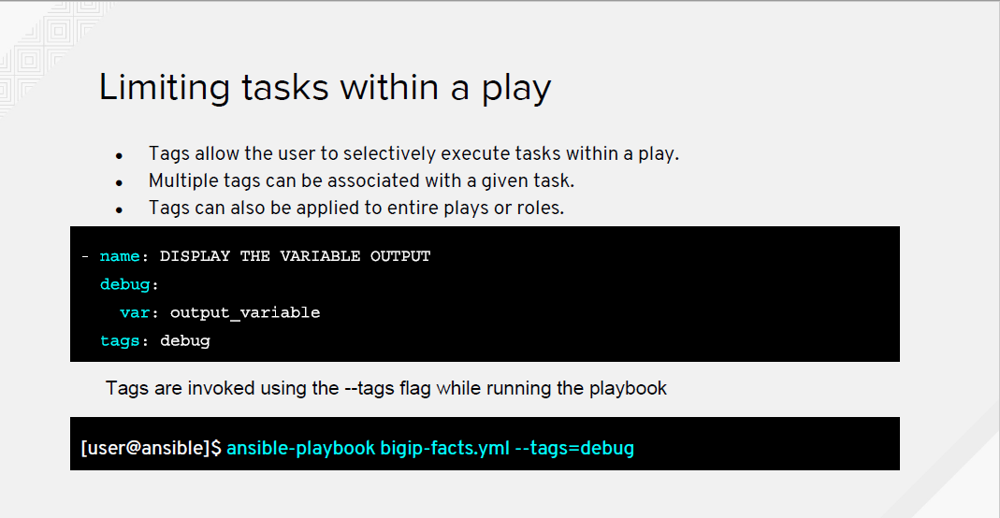 Limiting tasks within a play
● Tags allow the user to selectively execute tasks within a play.
● Multiple tags can be associated with a given task.
● Tags can also be applied to entire plays or roles.
- name: DISPLAY THE VARIABLE OUTPUT
  debug:
    var: output_variable
  tags: debug
Tags are invoked using the --tags flag while running the playbook
[user@ansible]$ ansible-playbook bigip-facts.yml --tags=debug